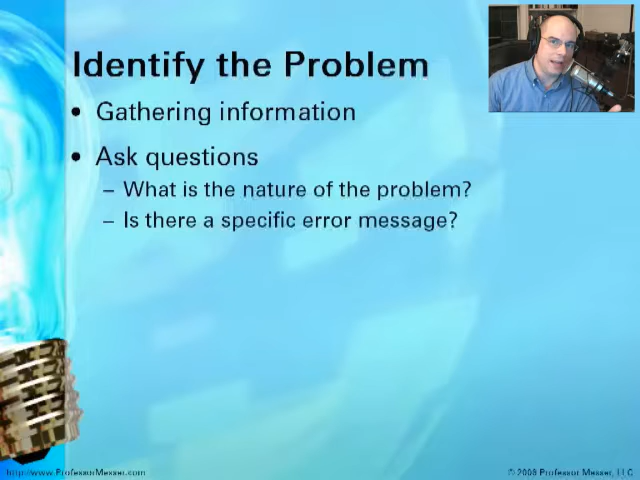 Identify the Problem
• Gathering information
• Ask questions
– What is the nature of the problem?
– Is there a specific error message?
http://www.ProfessorMesser.com
© 2008 Professor Messer, LLC